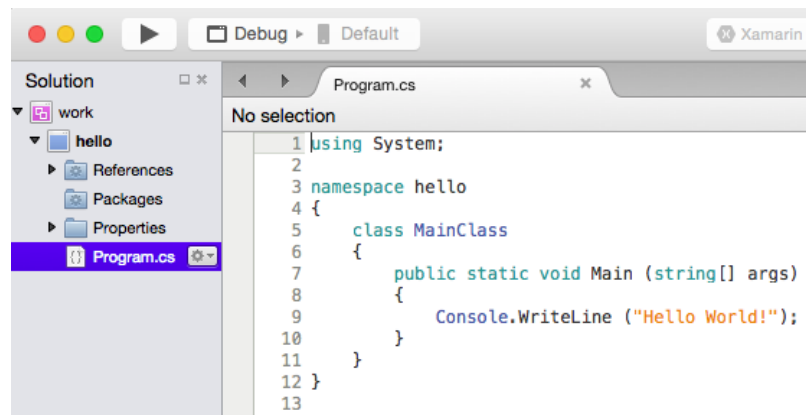 Debug Default Xamarin
Solution
work
hello
References
Packages
Properties
Program.cs
Program.cs
No selection
1 using System;
2
3 namespace hello
4 {
5     class MainClass
6     {
7         public static void Main (string[] args)
8         {
9             Console.WriteLine ("Hello World!");
10         }
11     }
12 }
13